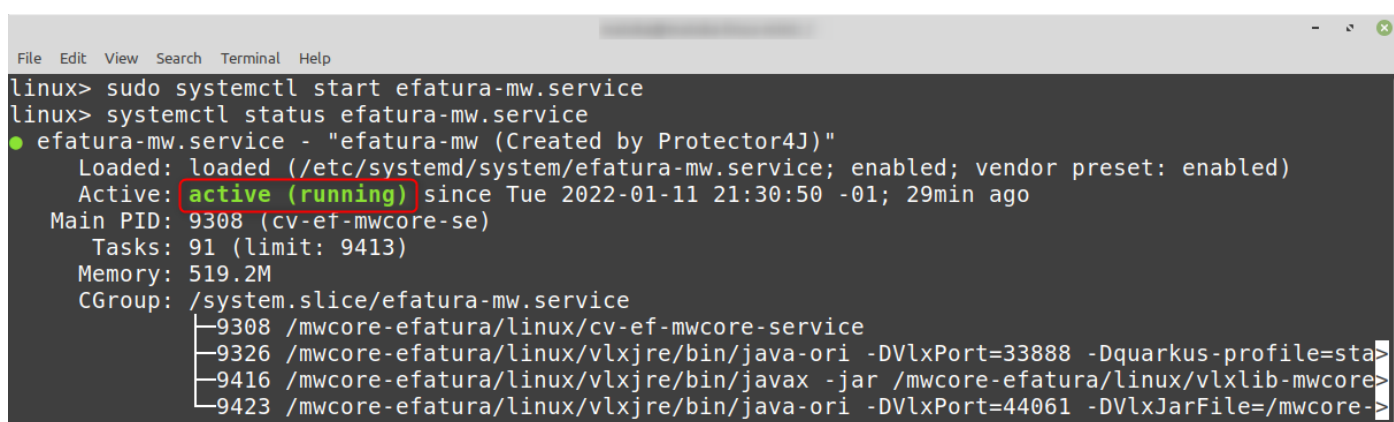 File Edit View Search Terminal Help
linux> sudo systemctl start efatura-mw.service
linux> systemctl status efatura-mw.service
● efatura-mw.service - "efatura-mw (Created by Protector4J)"
Loaded: loaded (/etc/systemd/system/efatura-mw.service; enabled; vendor preset: enabled)
Active: active (running) since Tue 2022-01-11 21:30:50 -01; 29min ago
Main PID: 9308 (cv-ef-mwcore-se)
Tasks: 91 (limit: 9413)
Memory: 519.2M
CGroup: /system.slice/efatura-mw.service
├─9308 /mwcore-efatura/linux/cv-ef-mwcore-service
├─9326 /mwcore-efatura/linux/vlxjre/bin/java-ori -DVlxPort=33888 -Dquarkus-profile=sta>
├─9416 /mwcore-efatura/linux/vlxjre/bin/javax -jar /mwcore-efatura/linux/vlxlib-mwcore>
└─9423 /mwcore-efatura/linux/vlxjre/bin/java-ori -DVlxPort=44061 -DVlxJarFile=/mwcore->